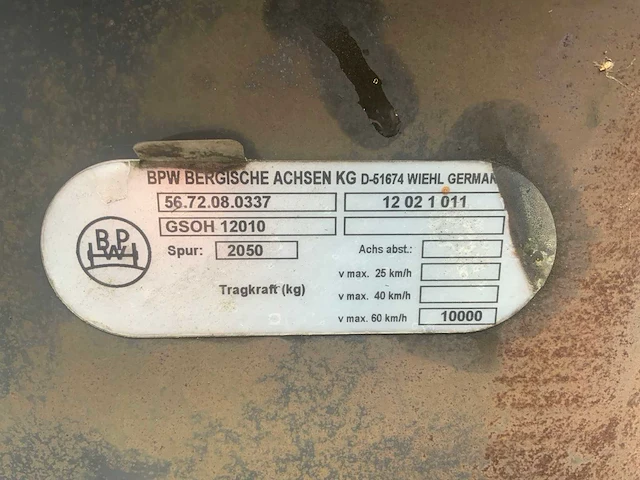 BPW BERGISCHE ACHSEN KG D-51674 WIEHL GERMAN
56.72.08.0337 12 02 1 011
GSOH 12010
BPW
Spur: 2050 Achs abst.:
v max. 25 km/h
Tragkraft (kg) v max. 40 km/h
v max. 60 km/h 10000